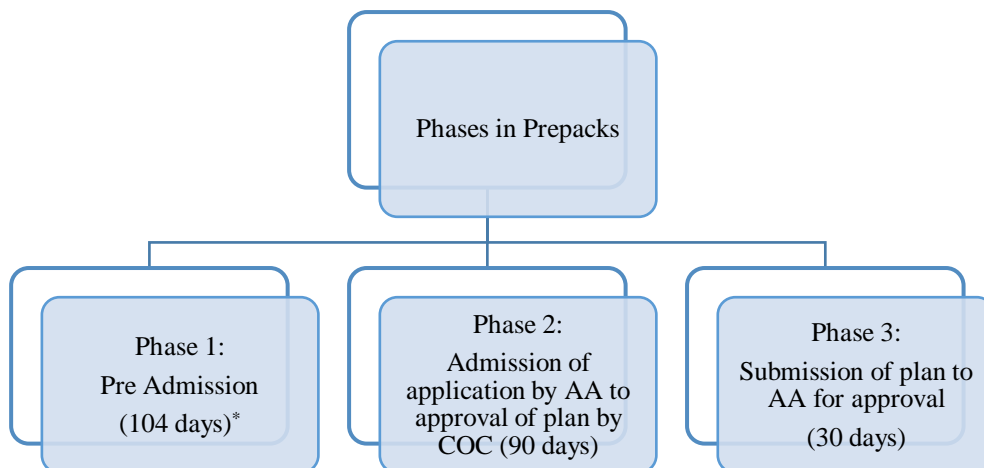 Phases in Prepacks
Phase 1:
Pre Admission
(104 days)*
Phase 2:
Admission of
application by AA to
approval of plan by
COC (90 days)
Phase 3:
Submission of plan to
AA for approval
(30 days)